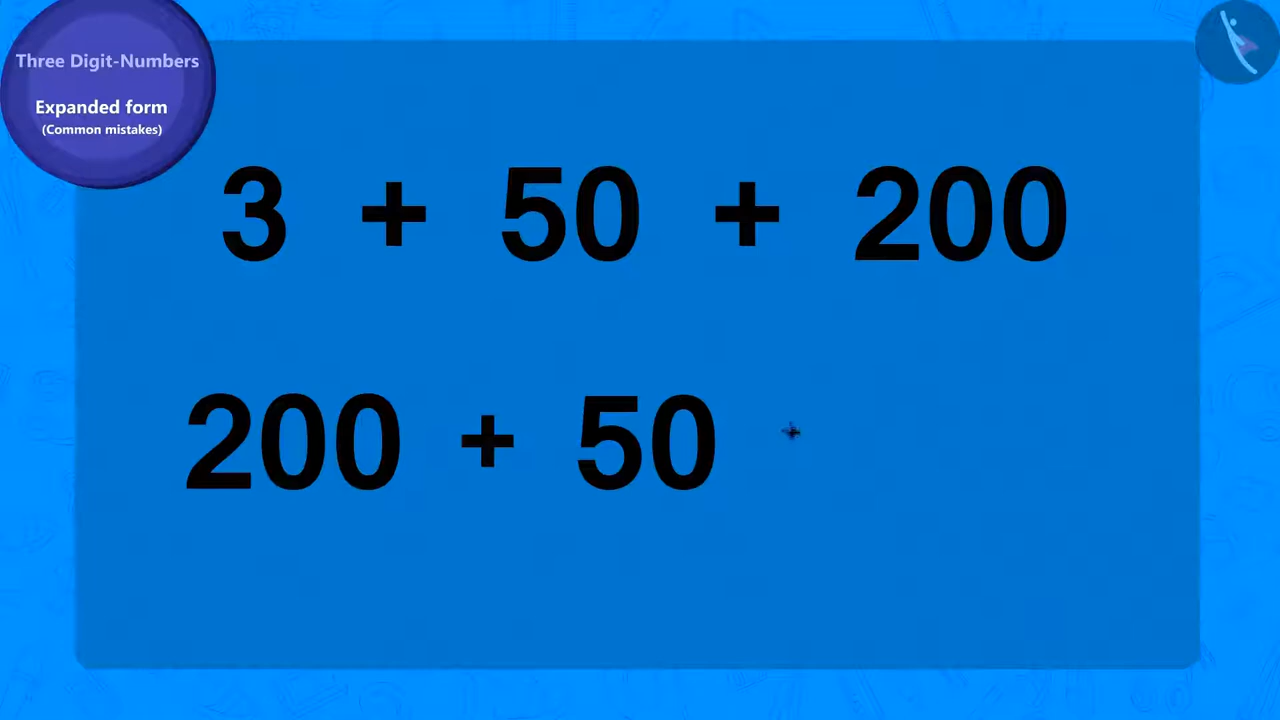 Three Digit-Numbers
Expanded form
(Common mistakes)
3 + 50 + 200
200 + 50 +